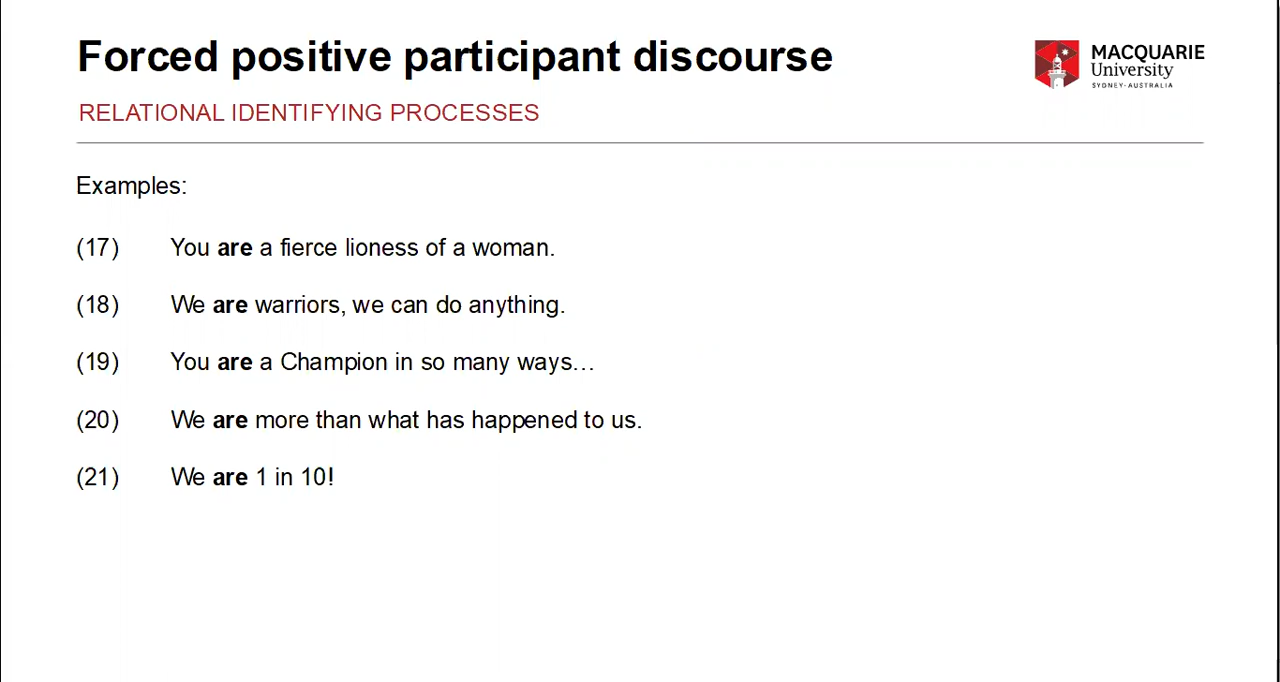 Forced positive participant discourse
MACQUARIE
University
SYDNEY·AUSTRALIA
RELATIONAL IDENTIFYING PROCESSES
Examples:
(17) You are a fierce lioness of a woman.
(18) We are warriors, we can do anything.
(19) You are a Champion in so many ways…
(20) We are more than what has happened to us.
(21) We are 1 in 10!